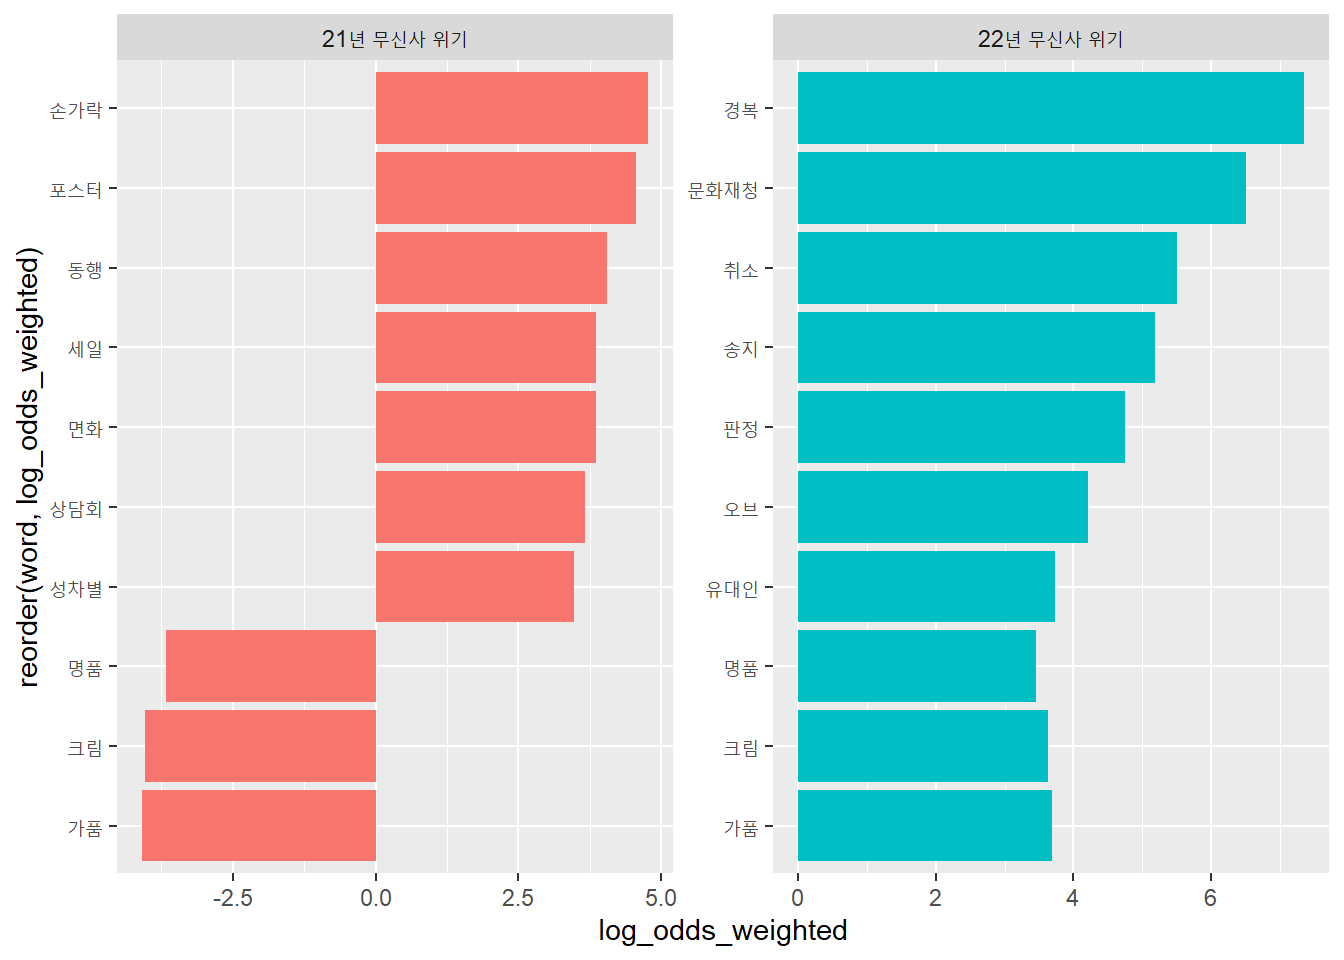 21년 무신사 위기
22년 무신사 위기
reorder(word, log_odds_weighted)
손가락
포스터
동행
세일
면화
상담회
성차별
명품
크림
가품
-2.5 0.0 2.5 5.0
경복
문화재청
취소
송지
판정
오브
유대인
명품
크림
가품
0 2 4 6
log_odds_weighted